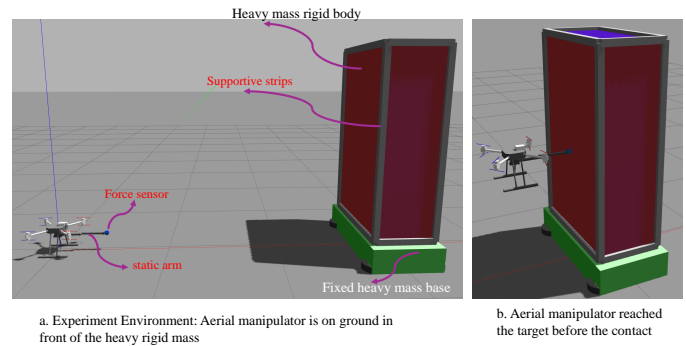 Heavy mass rigid body
Supportive strips
Force sensor
static arm
Fixed heavy mass base
a. Experiment Environment: Aerial manipulator is on ground in
front of the heavy rigid mass
b. Aerial manipulator reached
the target before the contact